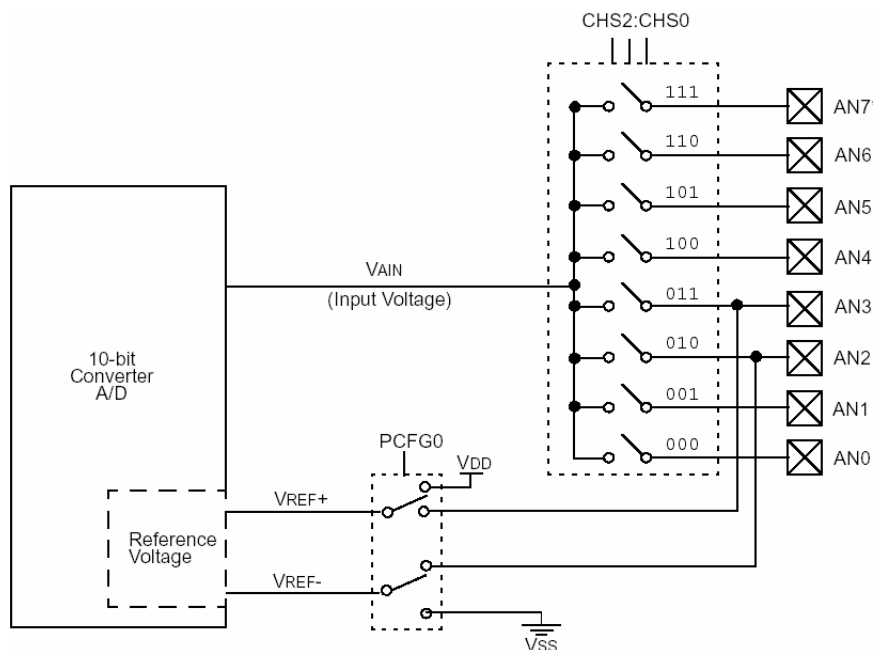 CHS2:CHS0
111
AN7*
110
AN6
101
AN5
100
AN4
VAIN
(Input Voltage)
011
AN3
10-bit
Converter
A/D
010
AN2
001
AN1
PCFG0
VDD
000
AN0
VREF+
Reference
Voltage
VREF-
VSS